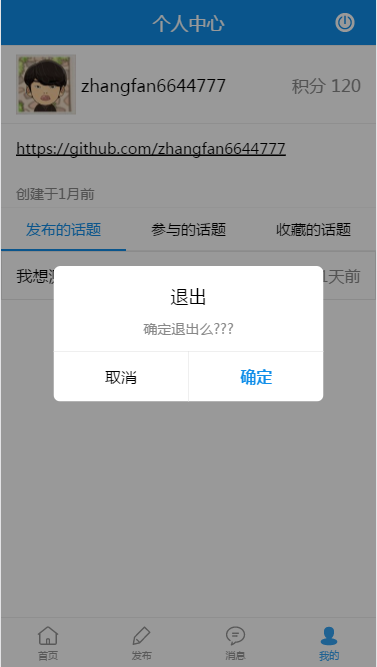 个人中心
zhangfan6644777
积分 120
https://github.com/zhangfan6644777
创建于1月前
发布的话题
参与的话题
收藏的话题
我想
1天前
退出
确定退出么???
取消
确定
首页
发布
消息
我的